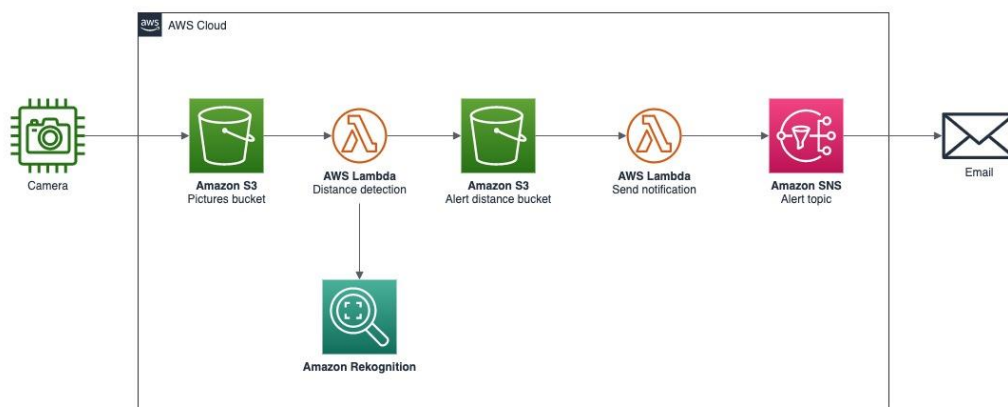 aws
AWS Cloud
Camera
Amazon S3
Pictures bucket
AWS Lambda
Distance detection
Amazon S3
Alert distance bucket
AWS Lambda
Send notification
Amazon SNS
Alert topic
Email
Amazon Rekognition